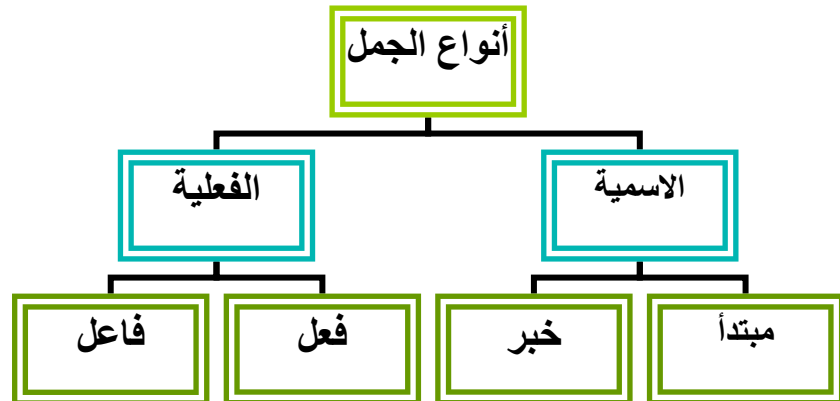 أنواع الجمل
الاسمية
الفعلية
مبتدأ
خبر
فعل
فاعل